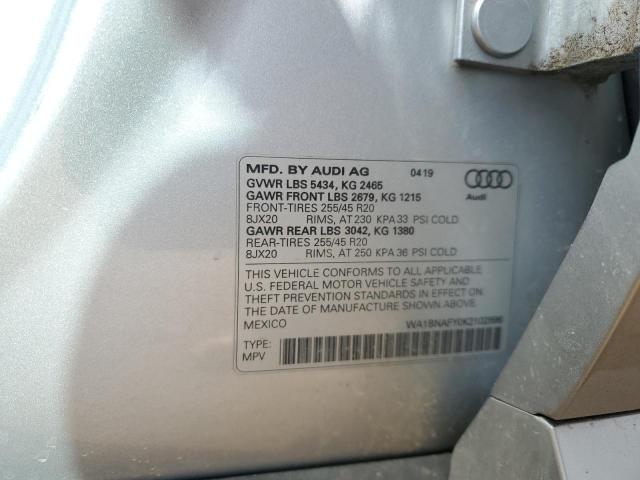 MFD. BY AUDI AG 04 19
GVWR LBS 5434, KG 2465
GAWR FRONT LBS 2679, KG 1215
FRONT-TIRES 255/45 R20
8JX20 RIMS, AT 230 KPA 33 PSI COLD
GAWR REAR LBS 3042, KG 1380
REAR-TIRES 255/45 R20
8JX20 RIMS, AT 250 KPA 36 PSI COLD
Audi
THIS VEHICLE CONFORMS TO ALL APPLICABLE
U.S. FEDERAL MOTOR VEHICLE SAFETY AND
THEFT PREVENTION STANDARDS IN EFFECT ON
THE DATE OF MANUFACTURE SHOWN ABOVE.
MEXICO
TYPE:
MPV